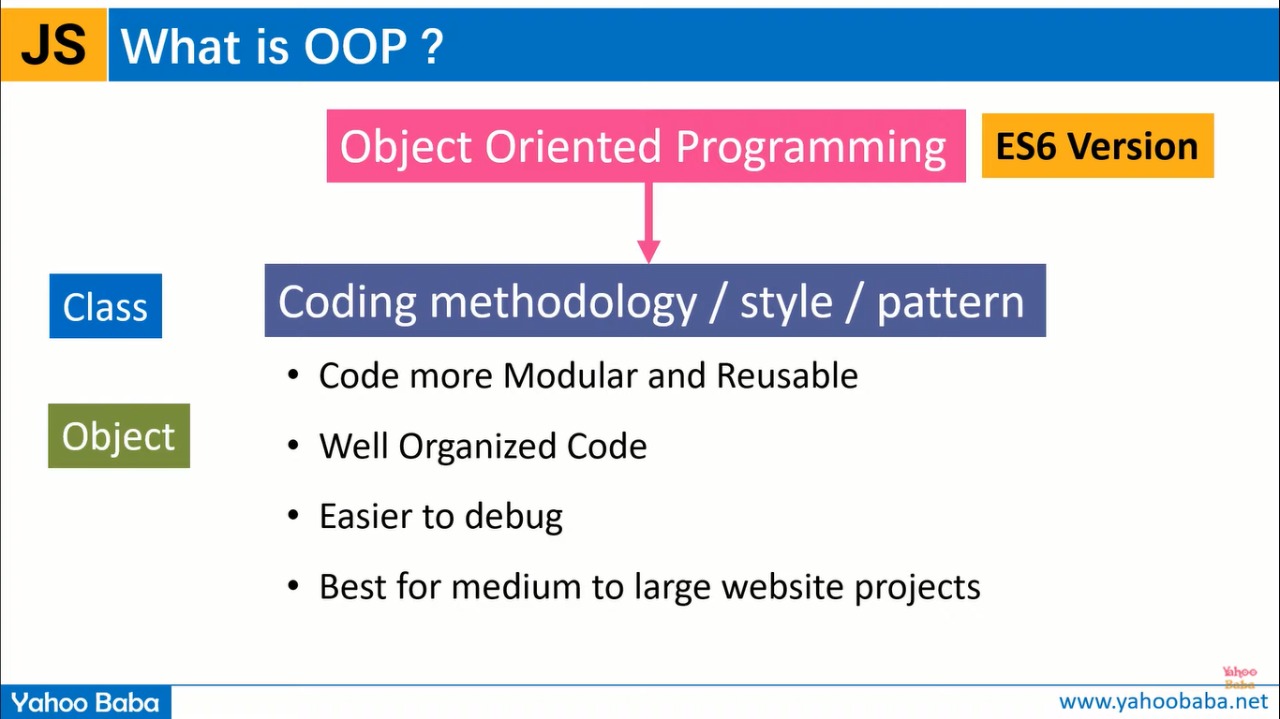 JS What is OOP ?
Object Oriented Programming
ES6 Version
Class
Coding methodology / style / pattern
• Code more Modular and Reusable
Object
• Well Organized Code
• Easier to debug
• Best for medium to large website projects
Yahoo
Baba
Yahoo Baba
www.yahoobaba.net